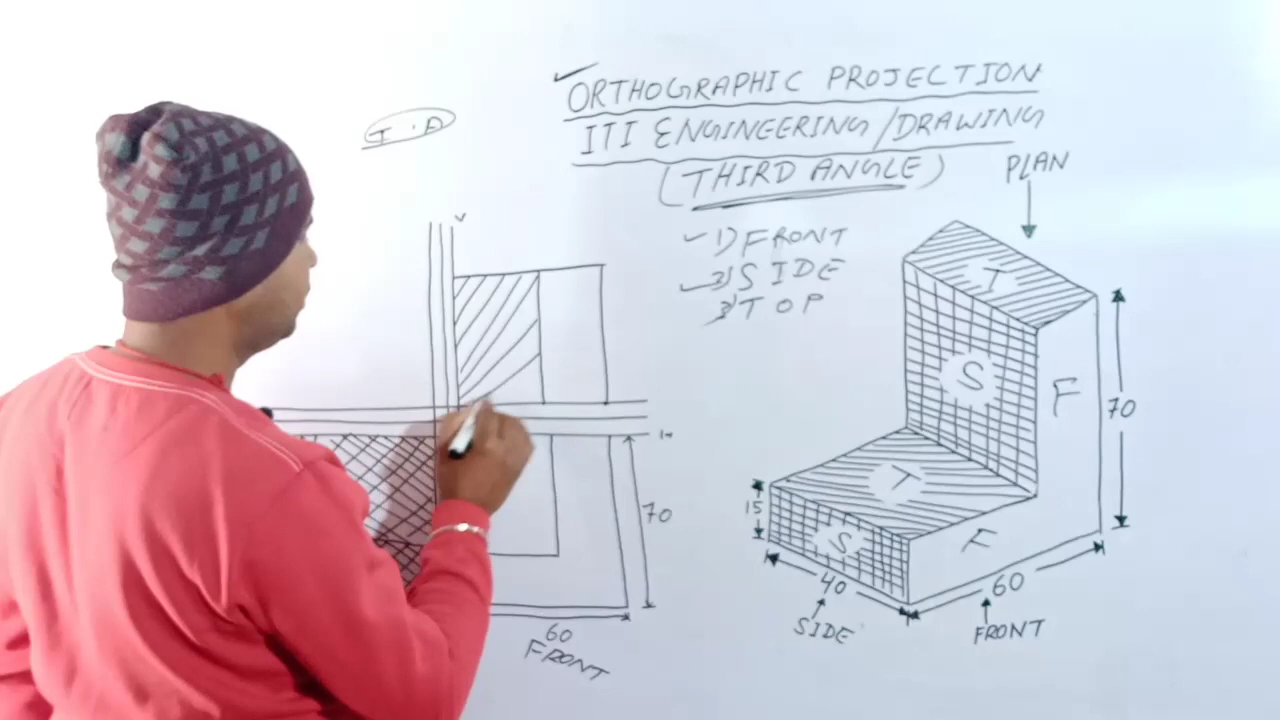 ORTHOGRAPHIC PROJECTION
ITI ENGINEERING/DRAWING
(THIRD ANGLE)
PLAN
1) FRONT
2) SIDE
3) TOP
T
S
F
70
T
15
S
F
40
60
SIDE
FRONT
70
60
FRONT